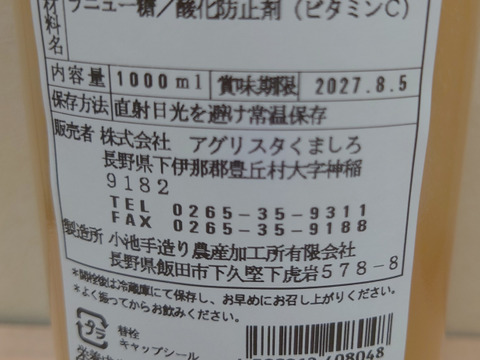 材料名
ラニュー糖／酸化防止剤（ビタミンC）
内容量 1000ml 賞味期限 2027.8.5
保存方法 直射日光を避け常温保存
販売者 株式会社 アグリスタくましろ
長野県下伊那郡豊丘村大字神稲
9182
TEL 0265-35-9311
FAX 0265-35-9188
製造所 小池手造り農産加工所有限会社
長野県飯田市下久堅下虎岩578-8
*開栓後は冷蔵庫にて保存し、お早めにお召し上がりください。
*よく振ってからお飲みください。
プラ
替栓
キャップシール